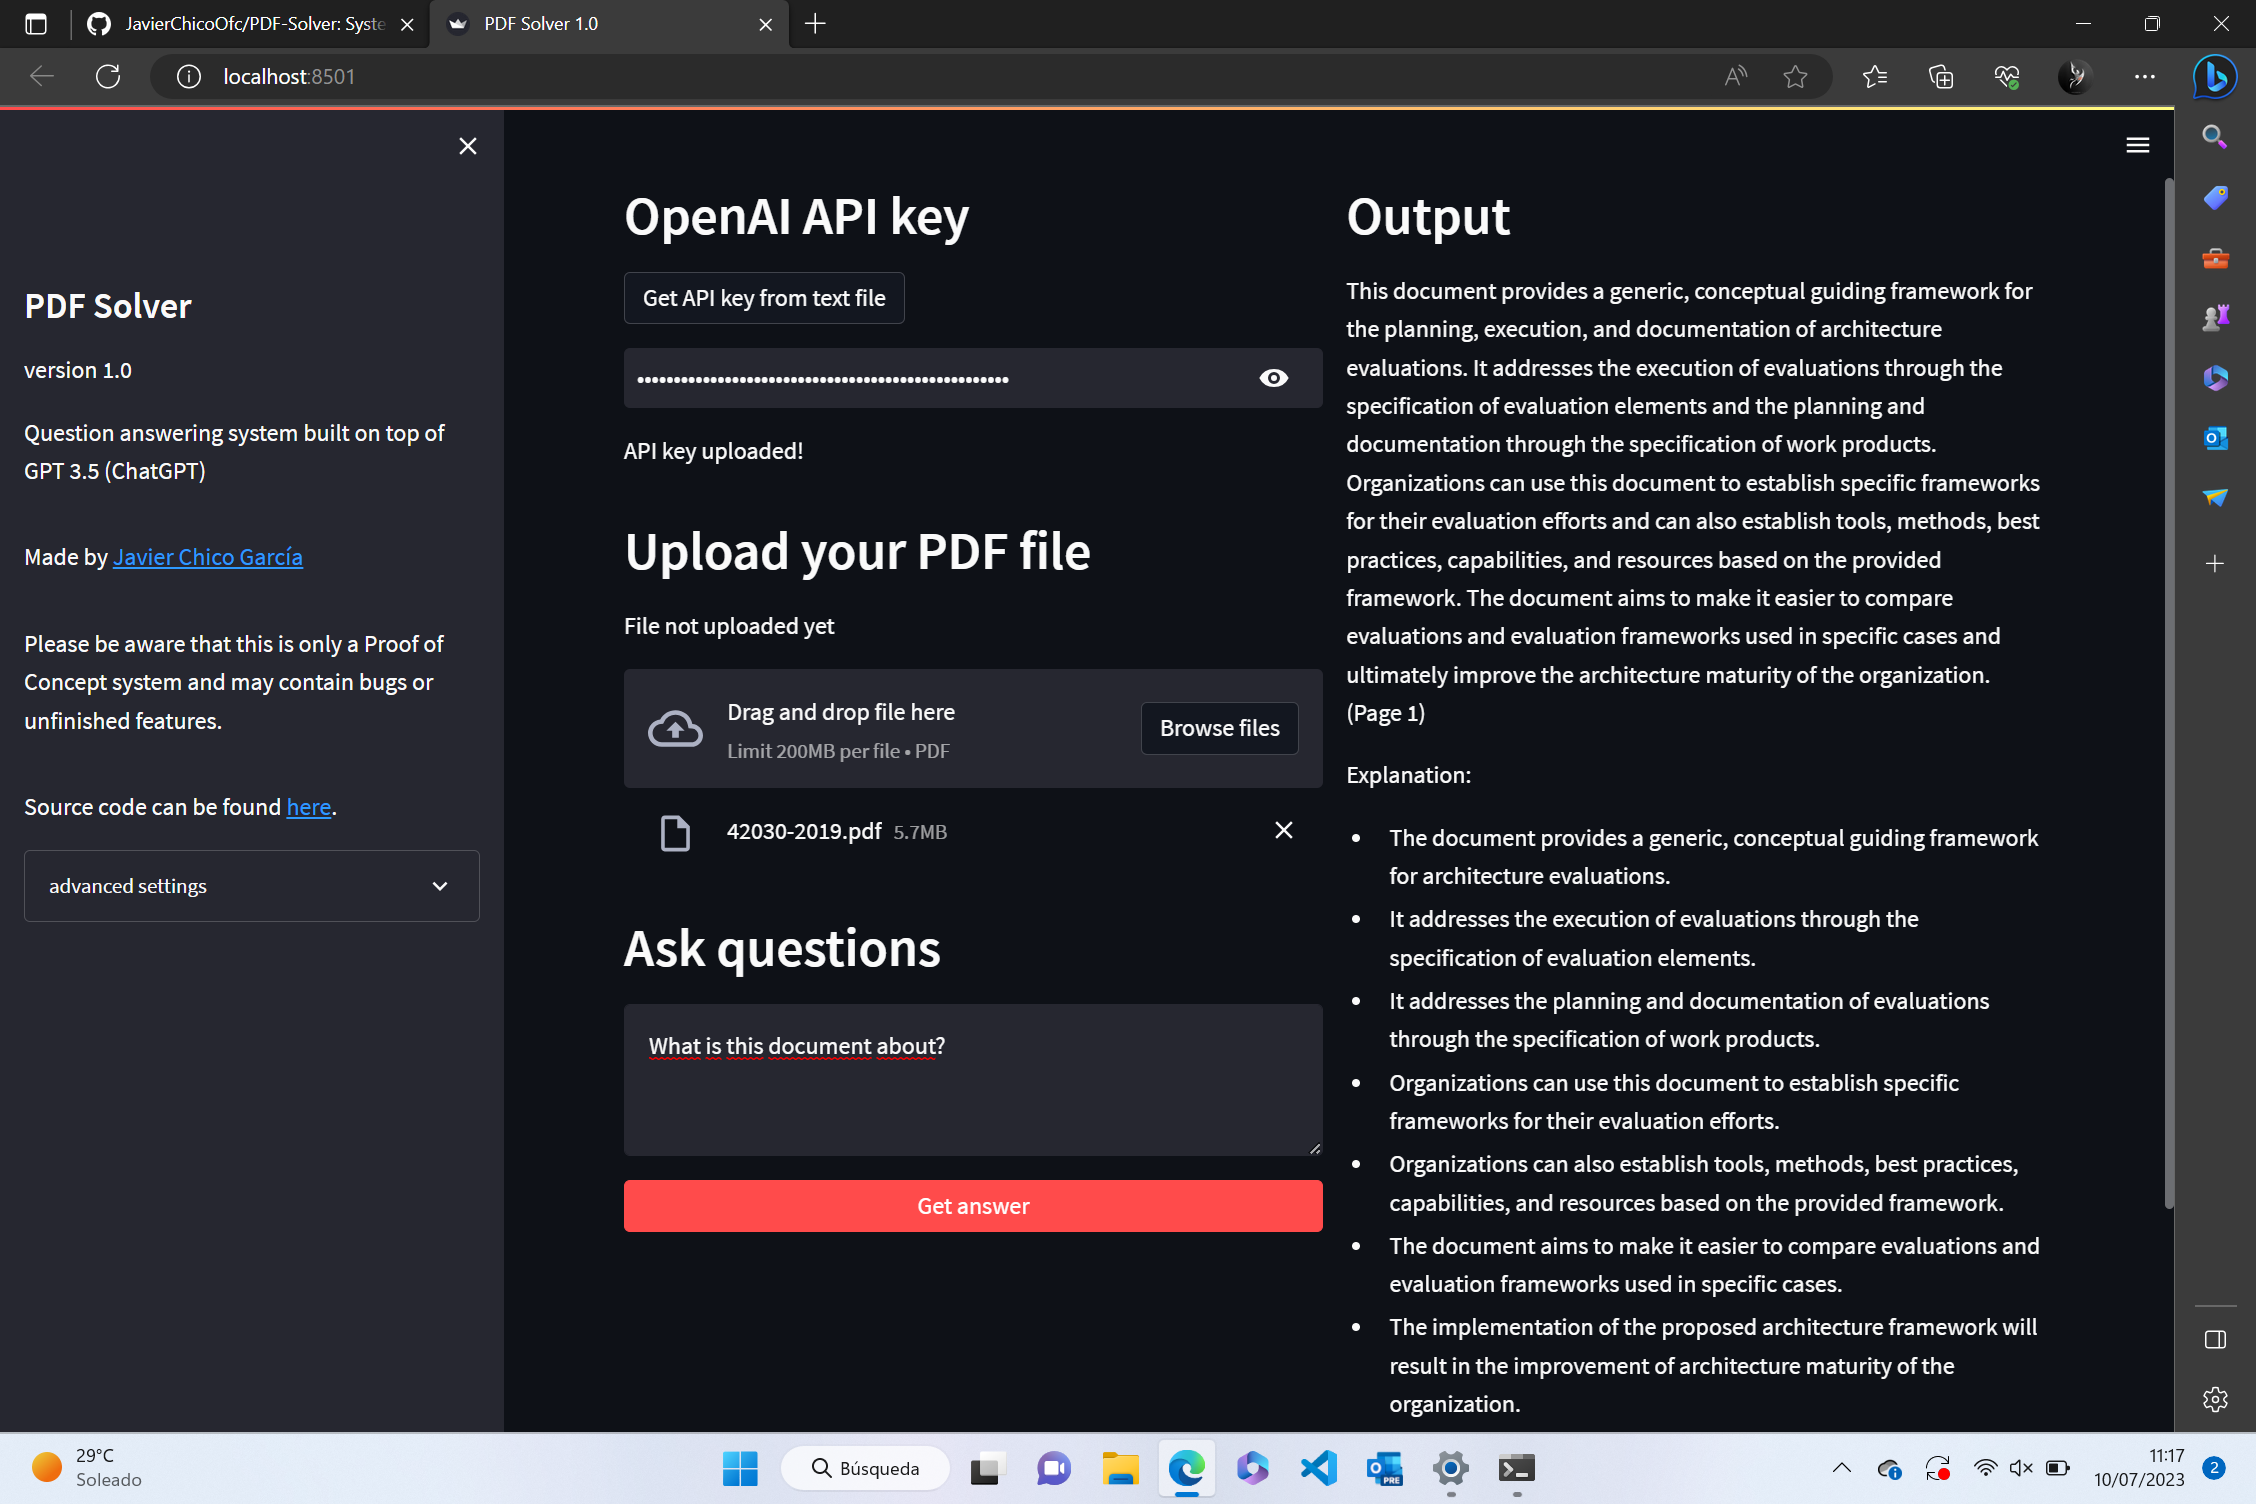 JavierChicoOfc/PDF-Solver: Syste
PDF Solver 1.0
localhost:8501
PDF Solver
version 1.0
Question answering system built on top of
GPT 3.5 (ChatGPT)
Made by Javier Chico García
Please be aware that this is only a Proof of
Concept system and may contain bugs or
unfinished features.
Source code can be found here.
advanced settings
OpenAI API key
Get API key from text file
API key uploaded!
Upload your PDF file
File not uploaded yet
Drag and drop file here
Limit 200MB per file • PDF
Browse files
42030-2019.pdf 5.7MB
Ask questions
What is this document about?
Get answer
Output
This document provides a generic, conceptual guiding framework for
the planning, execution, and documentation of architecture
evaluations. It addresses the execution of evaluations through the
specification of evaluation elements and the planning and
documentation through the specification of work products.
Organizations can use this document to establish specific frameworks
for their evaluation efforts and can also establish tools, methods, best
practices, capabilities, and resources based on the provided
framework. The document aims to make it easier to compare
evaluations and evaluation frameworks used in specific cases and
ultimately improve the architecture maturity of the organization.
(Page 1)
Explanation:
• The document provides a generic, conceptual guiding framework
for architecture evaluations.
• It addresses the execution of evaluations through the
specification of evaluation elements.
• It addresses the planning and documentation of evaluations
through the specification of work products.
• Organizations can use this document to establish specific
frameworks for their evaluation efforts.
• Organizations can also establish tools, methods, best practices,
capabilities, and resources based on the provided framework.
• The document aims to make it easier to compare evaluations and
evaluation frameworks used in specific cases.
• The implementation of the proposed architecture framework will
result in the improvement of architecture maturity of the
organization.
29°C
Soleado
Búsqueda
PRE
11:17
10/07/2023
2